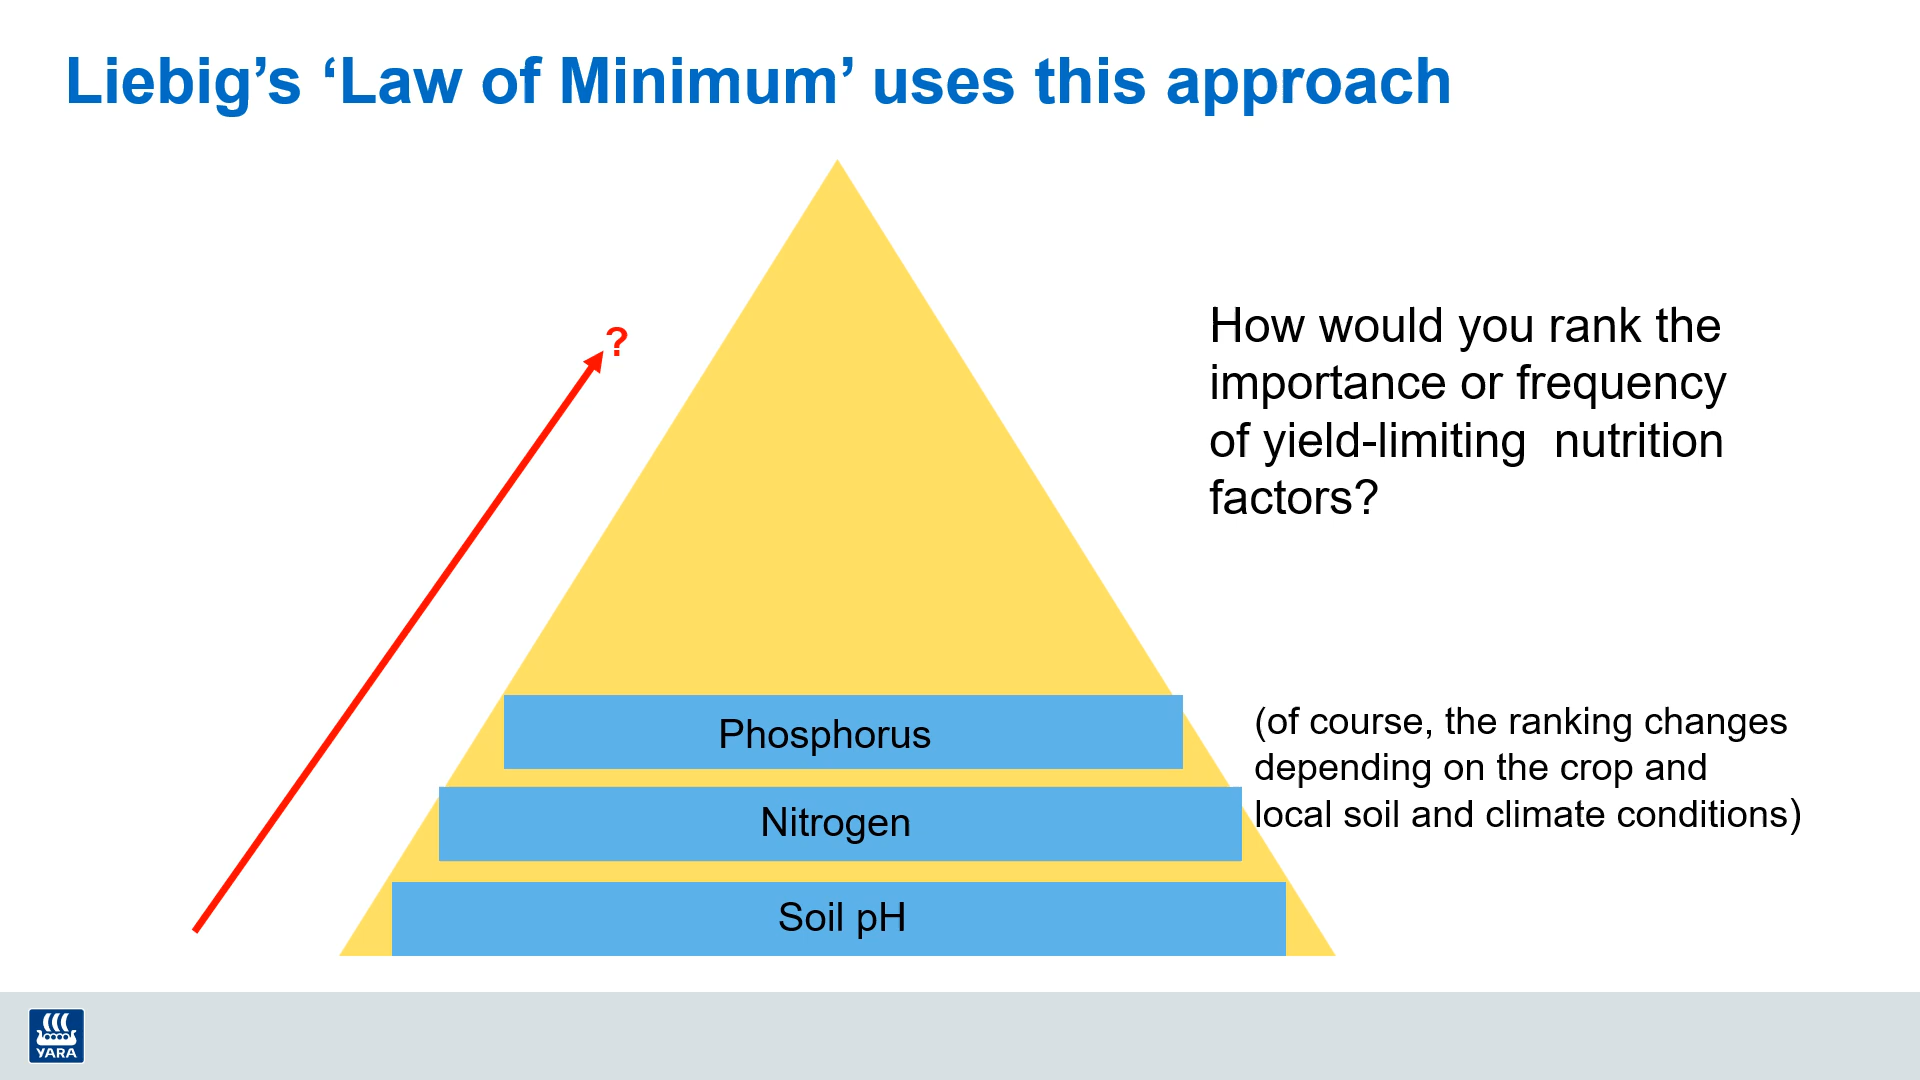 Liebig’s ‘Law of Minimum’ uses this approach
?
How would you rank the
importance or frequency
of yield-limiting  nutrition
factors?
Phosphorus
(of course, the ranking changes
depending on the crop and
local soil and climate conditions)
Nitrogen
Soil pH
YARA